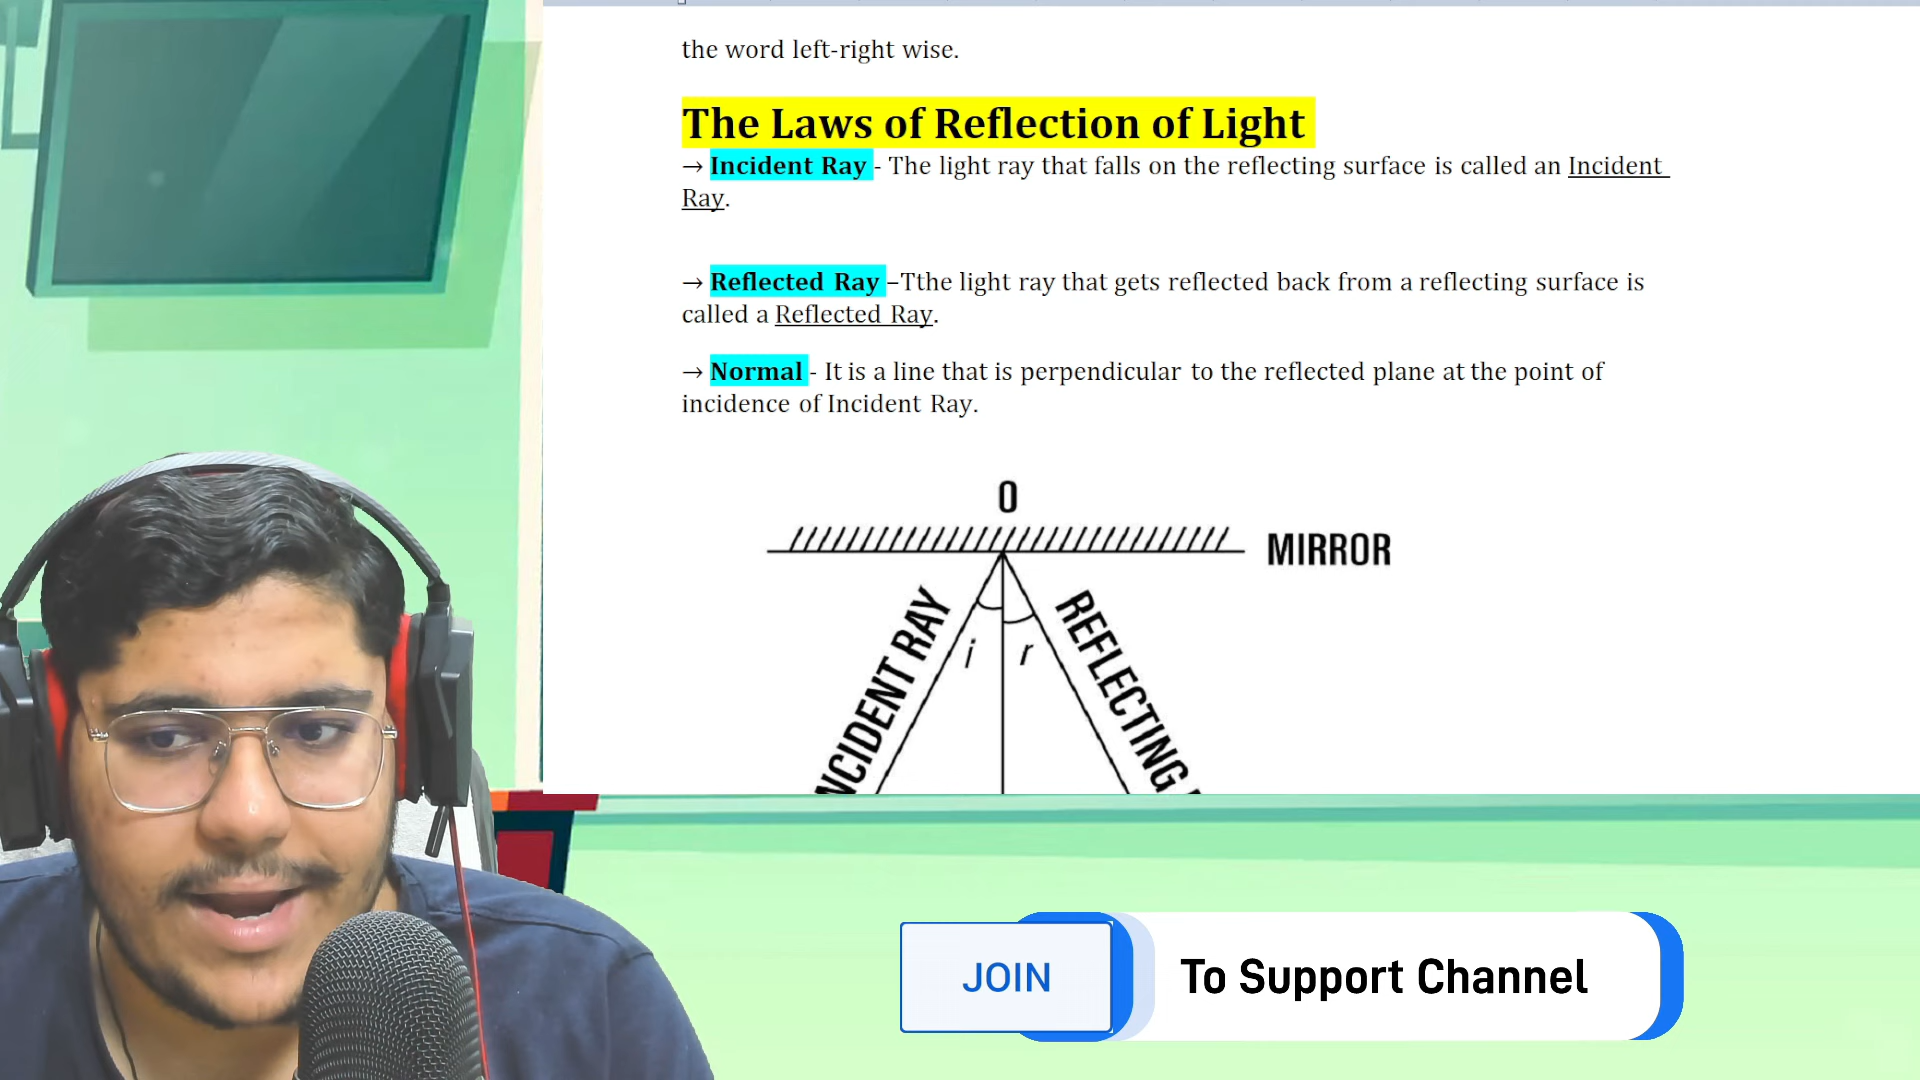 the word left-right wise.
The Laws of Reflection of Light
→ Incident Ray - The light ray that falls on the reflecting surface is called an Incident
Ray.
→ Reflected Ray –Tthe light ray that gets reflected back from a reflecting surface is
called a Reflected Ray.
→ Normal - It is a line that is perpendicular to the reflected plane at the point of
incidence of Incident Ray.
O
MIRROR
INCIDENT RAY
i
r
REFLECTING
JOIN
To Support Channel